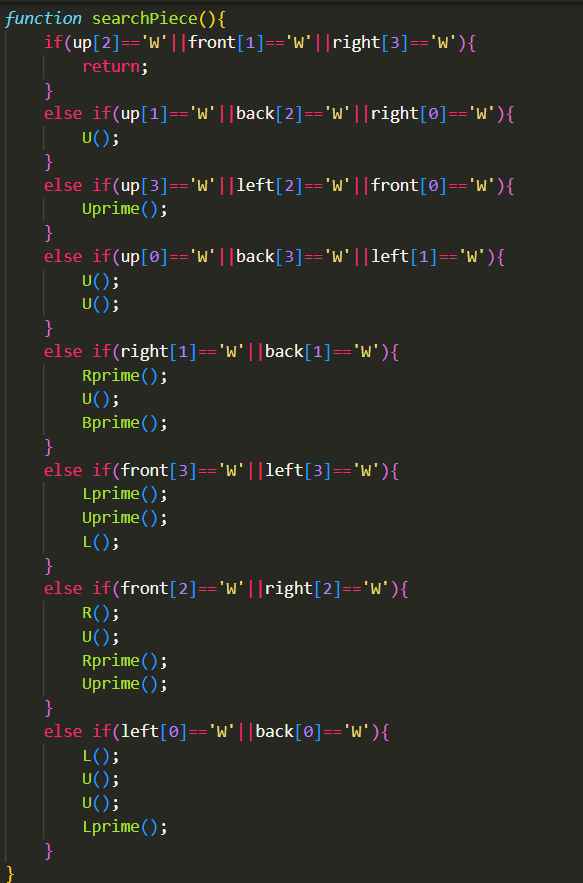 function searchPiece(){
    if(up[2]=='W'||front[1]=='W'||right[3]=='W'){
        return;
    }
    else if(up[1]=='W'||back[2]=='W'||right[0]=='W'){
        U();
    }
    else if(up[3]=='W'||left[2]=='W'||front[0]=='W'){
        Uprime();
    }
    else if(up[0]=='W'||back[3]=='W'||left[1]=='W'){
        U();
        U();
    }
    else if(right[1]=='W'||back[1]=='W'){
        Rprime();
        U();
        Bprime();
    }
    else if(front[3]=='W'||left[3]=='W'){
        Lprime();
        Uprime();
        L();
    }
    else if(front[2]=='W'||right[2]=='W'){
        R();
        U();
        Rprime();
        Uprime();
    }
    else if(left[0]=='W'||back[0]=='W'){
        L();
        U();
        U();
        Lprime();
    }
}